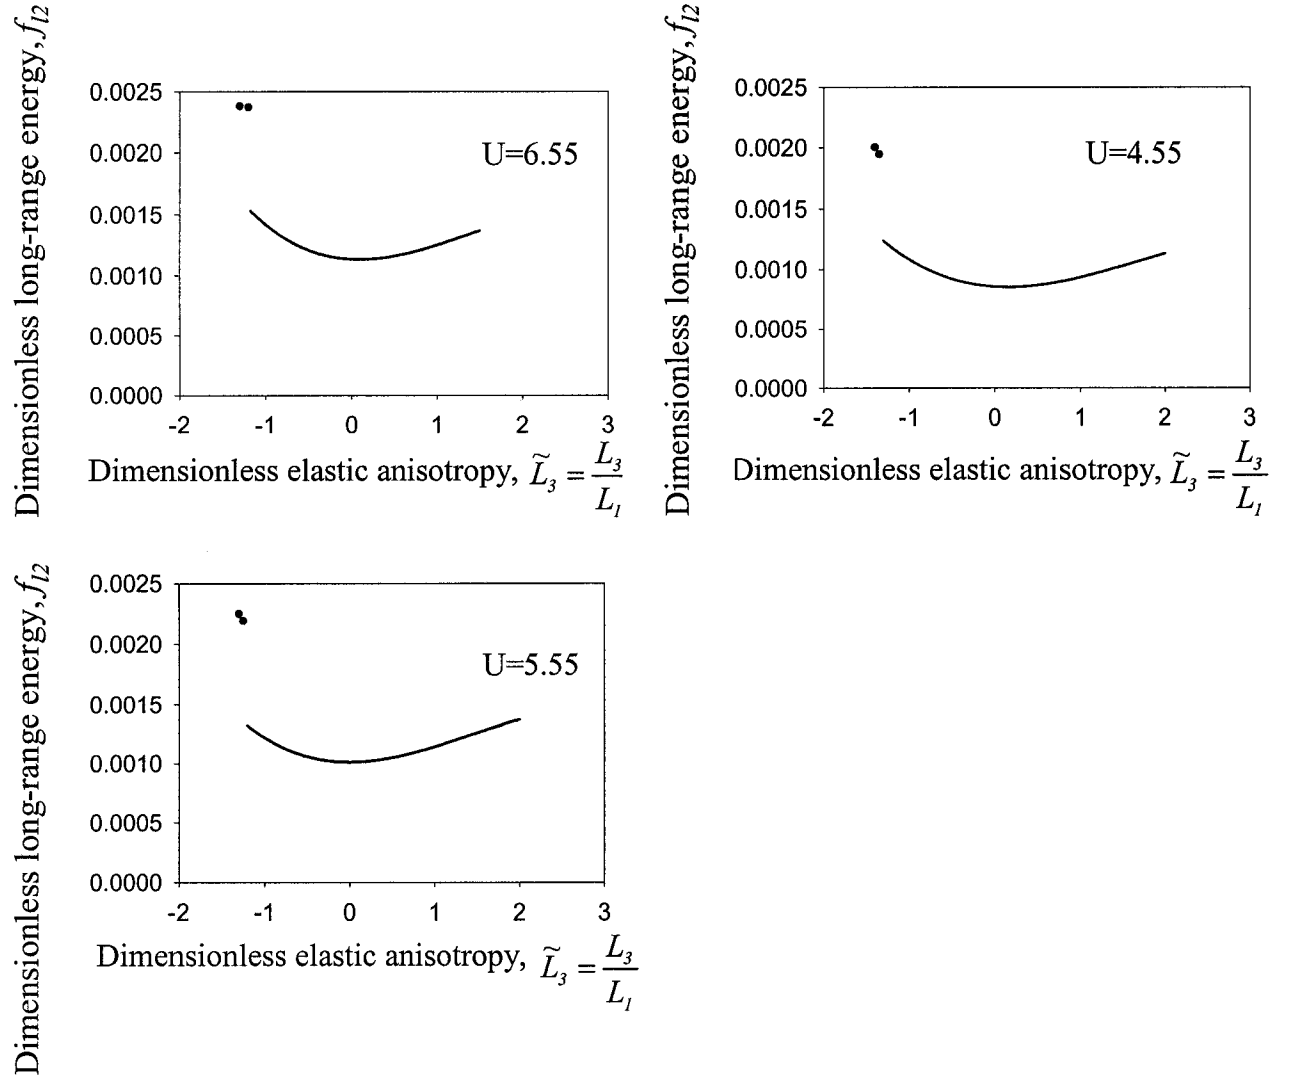 Dimensionless long-range energy, f_l2
0.0025
0.0020
0.0015
0.0010
0.0005
0.0000
U=6.55
-2 -1 0 1 2 3
Dimensionless elastic anisotropy, L̃_3 = L_3 / L_1
Dimensionless long-range energy, f_l2
0.0025
0.0020
0.0015
0.0010
0.0005
0.0000
U=4.55
-2 -1 0 1 2 3
Dimensionless elastic anisotropy, L̃_3 = L_3 / L_1
Dimensionless long-range energy, f_l2
0.0025
0.0020
0.0015
0.0010
0.0005
0.0000
U=5.55
-2 -1 0 1 2 3
Dimensionless elastic anisotropy, L̃_3 = L_3 / L_1